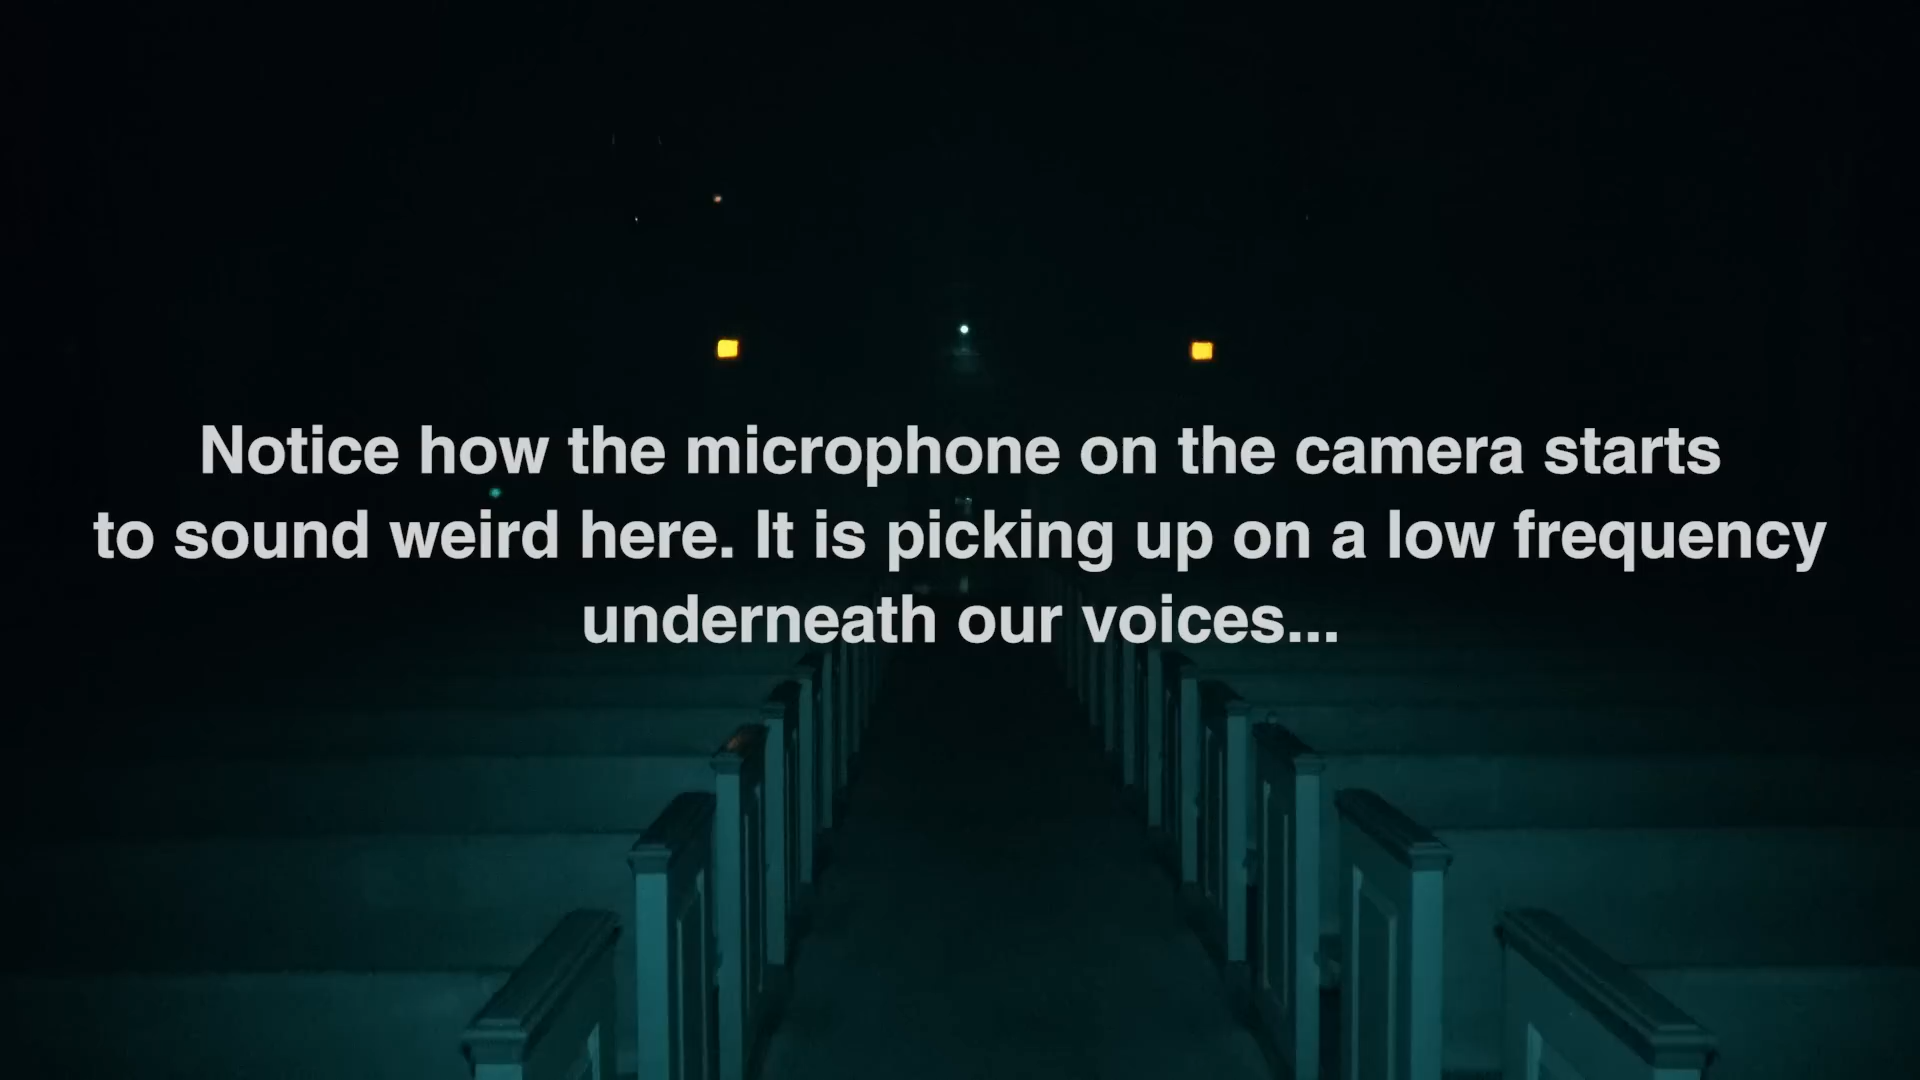 Notice how the microphone on the camera starts
to sound weird here. It is picking up on a low frequency
underneath our voices...